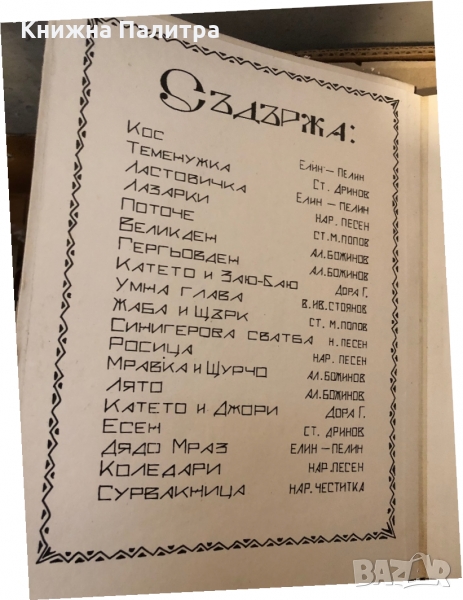 Книжна Палитра
Съдържа:
Кос Елин-Пелин
Теменужка Ст. Дринов
Ластовичка Елин-Пелин
Лазарки нар. песен
Поточе Ст.М.Попов
Великден Ал.Божинов
Гергьовден Ал.Божинов
Катето и Заю-Баю Дора Г.
Умна глава В.Ив.Стоянов
Жаба и щърк Ст. М.Попов
Синигерова сватба н.песен
Росица нар. песен
Мравка и щурчо Ал.Божинов
Лято Ал.Божинов
Катето и Джори Дора Г.
Есен Ст. Дринов
Дядо Мраз Елин-Пелин
Коледари нар.песен
Сурвакница нар.честитка
BAZAR